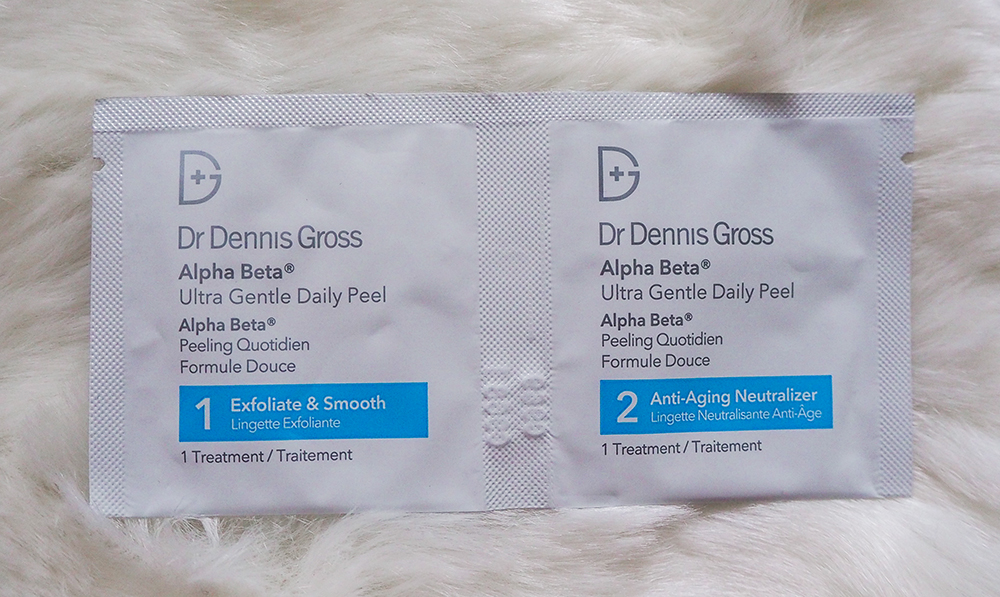 Dr Dennis Gross
Alpha Beta®
Ultra Gentle Daily Peel
Alpha Beta®
Peeling Quotidien
Formule Douce
1 Exfoliate & Smooth
Lingette Exfoliante
1 Treatment / Traitement
Dr Dennis Gross
Alpha Beta®
Ultra Gentle Daily Peel
Alpha Beta®
Peeling Quotidien
Formule Douce
2 Anti-Aging Neutralizer
Lingette Neutralisante Anti-Âge
1 Treatment / Traitement